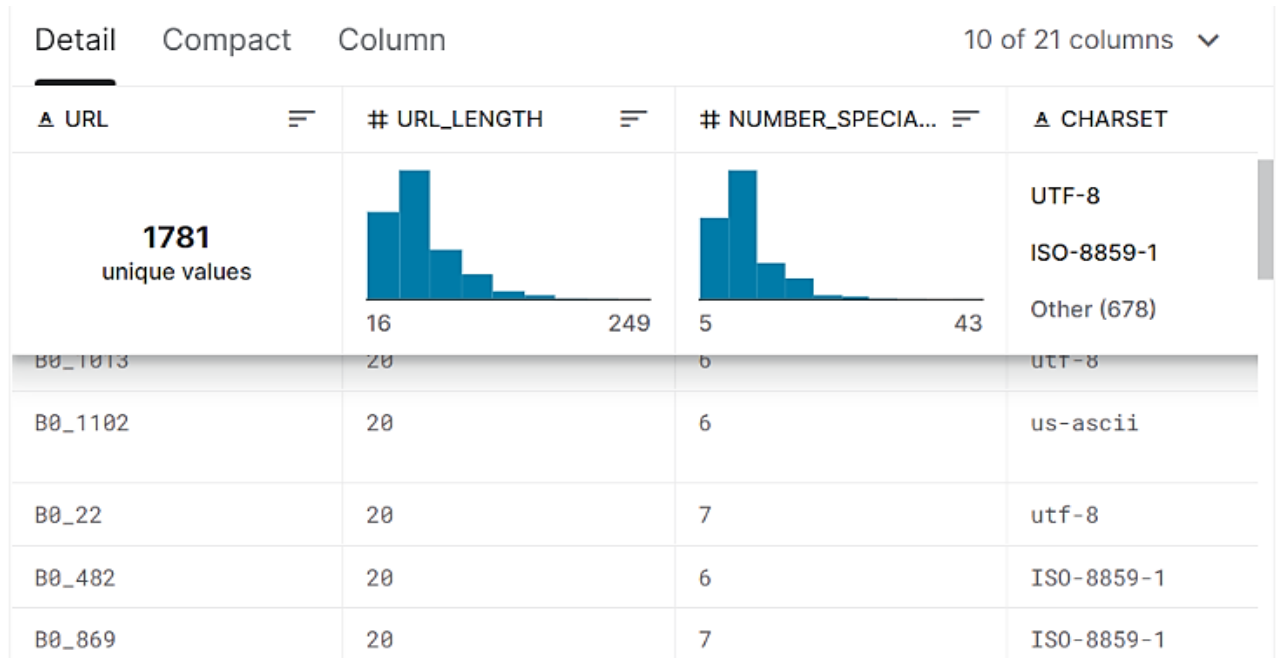 Detail Compact Column 10 of 21 columns
A URL # URL_LENGTH # NUMBER_SPECIA... A CHARSET
1781
unique values
UTF-8
ISO-8859-1
Other (678)
16 249 5 43
B0_1013 20 6 utf-8
B0_1102 20 6 us-ascii
B0_22 20 7 utf-8
B0_482 20 6 ISO-8859-1
B0_869 20 7 ISO-8859-1